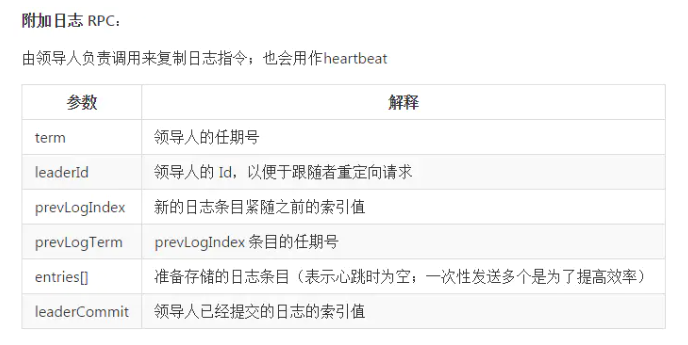 附加日志 RPC：
由领导人负责调用来复制日志指令；也会用作heartbeat
参数 解释
term 领导人的任期号
leaderId 领导人的 Id，以便于跟随者重定向请求
prevLogIndex 新的日志条目紧随之前的索引值
prevLogTerm prevLogIndex 条目的任期号
entries[] 准备存储的日志条目（表示心跳时为空；一次性发送多个是为了提高效率）
leaderCommit 领导人已经提交的日志的索引值